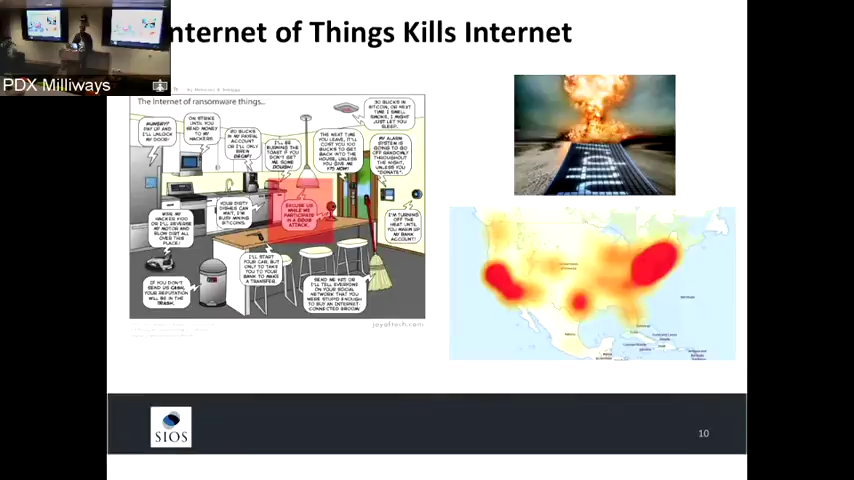 nternet of Things Kills Internet
PDX Milliways
The Internet of ransomware things...
HUNGRY?
PAY UP AND
I'LL UNLOCK
MY DOOR!
ON STRIKE
UNTIL YOU
SEND MONEY
TO MY
HACKERS
20 BUCKS
IN MY PAYPAL
ACCOUNT
OR I'LL ONLY
BREW
DECAF!
I'LL BE
BURNING THE
TOAST IF YOU
DON'T GET
ME SOME
DOUGH!
THE NEXT TIME
YOU LEAVE, IT'LL
COST YOU 100
BUCKS TO GET
BACK INTO THE
HOUSE, UNLESS
YOU GIVE ME
$75 NOW!
30 BUCKS IN
BITCOIN, OR NEXT
TIME I SMELL
SMOKE, I MIGHT
JUST LET YOU
SLEEP.
MY ALARM
SYSTEM IS
GOING TO GO
OFF RANDOMLY
THROUGHOUT
THE NIGHT,
UNLESS YOU
"DONATE".
YOUR DIRTY
DISHES CAN
WAIT, I'M
BUSY MINING
BITCOINS.
EXCUSE US
WHILE WE
PARTICIPATE
IN A DDOS
ATTACK.
WIRE MY
HACKER $100
OR I'LL REVERSE
MY MOTOR AND
BLOW DIRT ALL
OVER THIS
PLACE!
I'M TURNING
OFF THE
HEAT UNTIL
YOU WARM UP
MY BANK
ACCOUNT!
I'LL START
YOUR CAR, BUT
ONLY TO TAKE
YOU TO YOUR
BANK TO MAKE
A TRANSFER.
IF YOU DON'T
SEND US CASH,
YOUR REPUTATION
WILL BE IN THE
TRASH.
SEND ME $25 OR
I'LL TELL EVERYONE
ON YOUR SOCIAL
NETWORK THAT YOU
WERE STUPID ENOUGH
TO BUY AN INTERNET-
CONNECTED BROOM!
joyoftech.com
http
SIOS
10